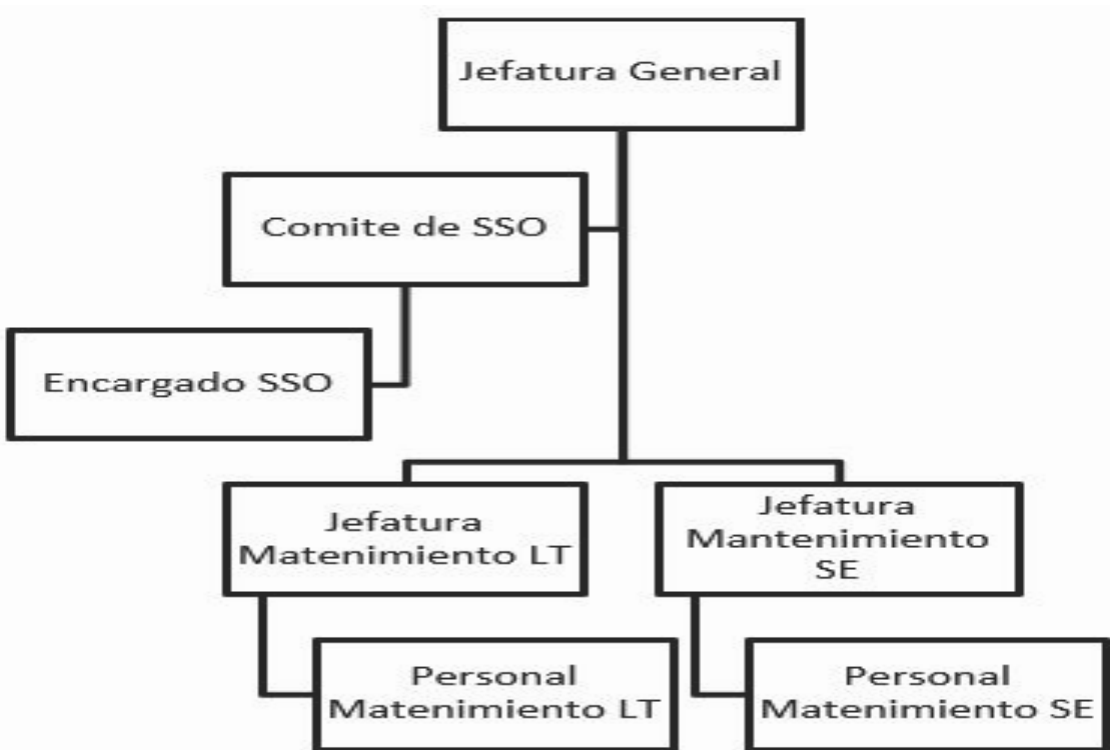 Jefatura General
Comite de SSO
Encargado SSO
Jefatura
Matenimiento LT
Jefatura
Mantenimiento
SE
Personal
Matenimiento LT
Personal
Matenimiento SE